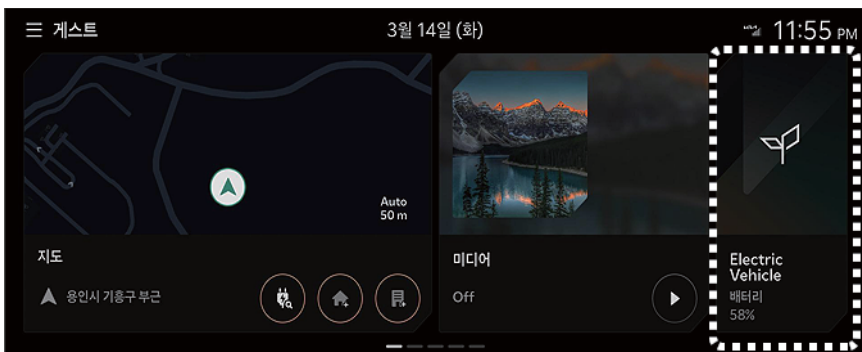 게스트
3월 14일 (화)
11:55 PM
Auto
50 m
지도
용인시 기흥구 부근
미디어
Off
Electric
Vehicle
배터리
58%